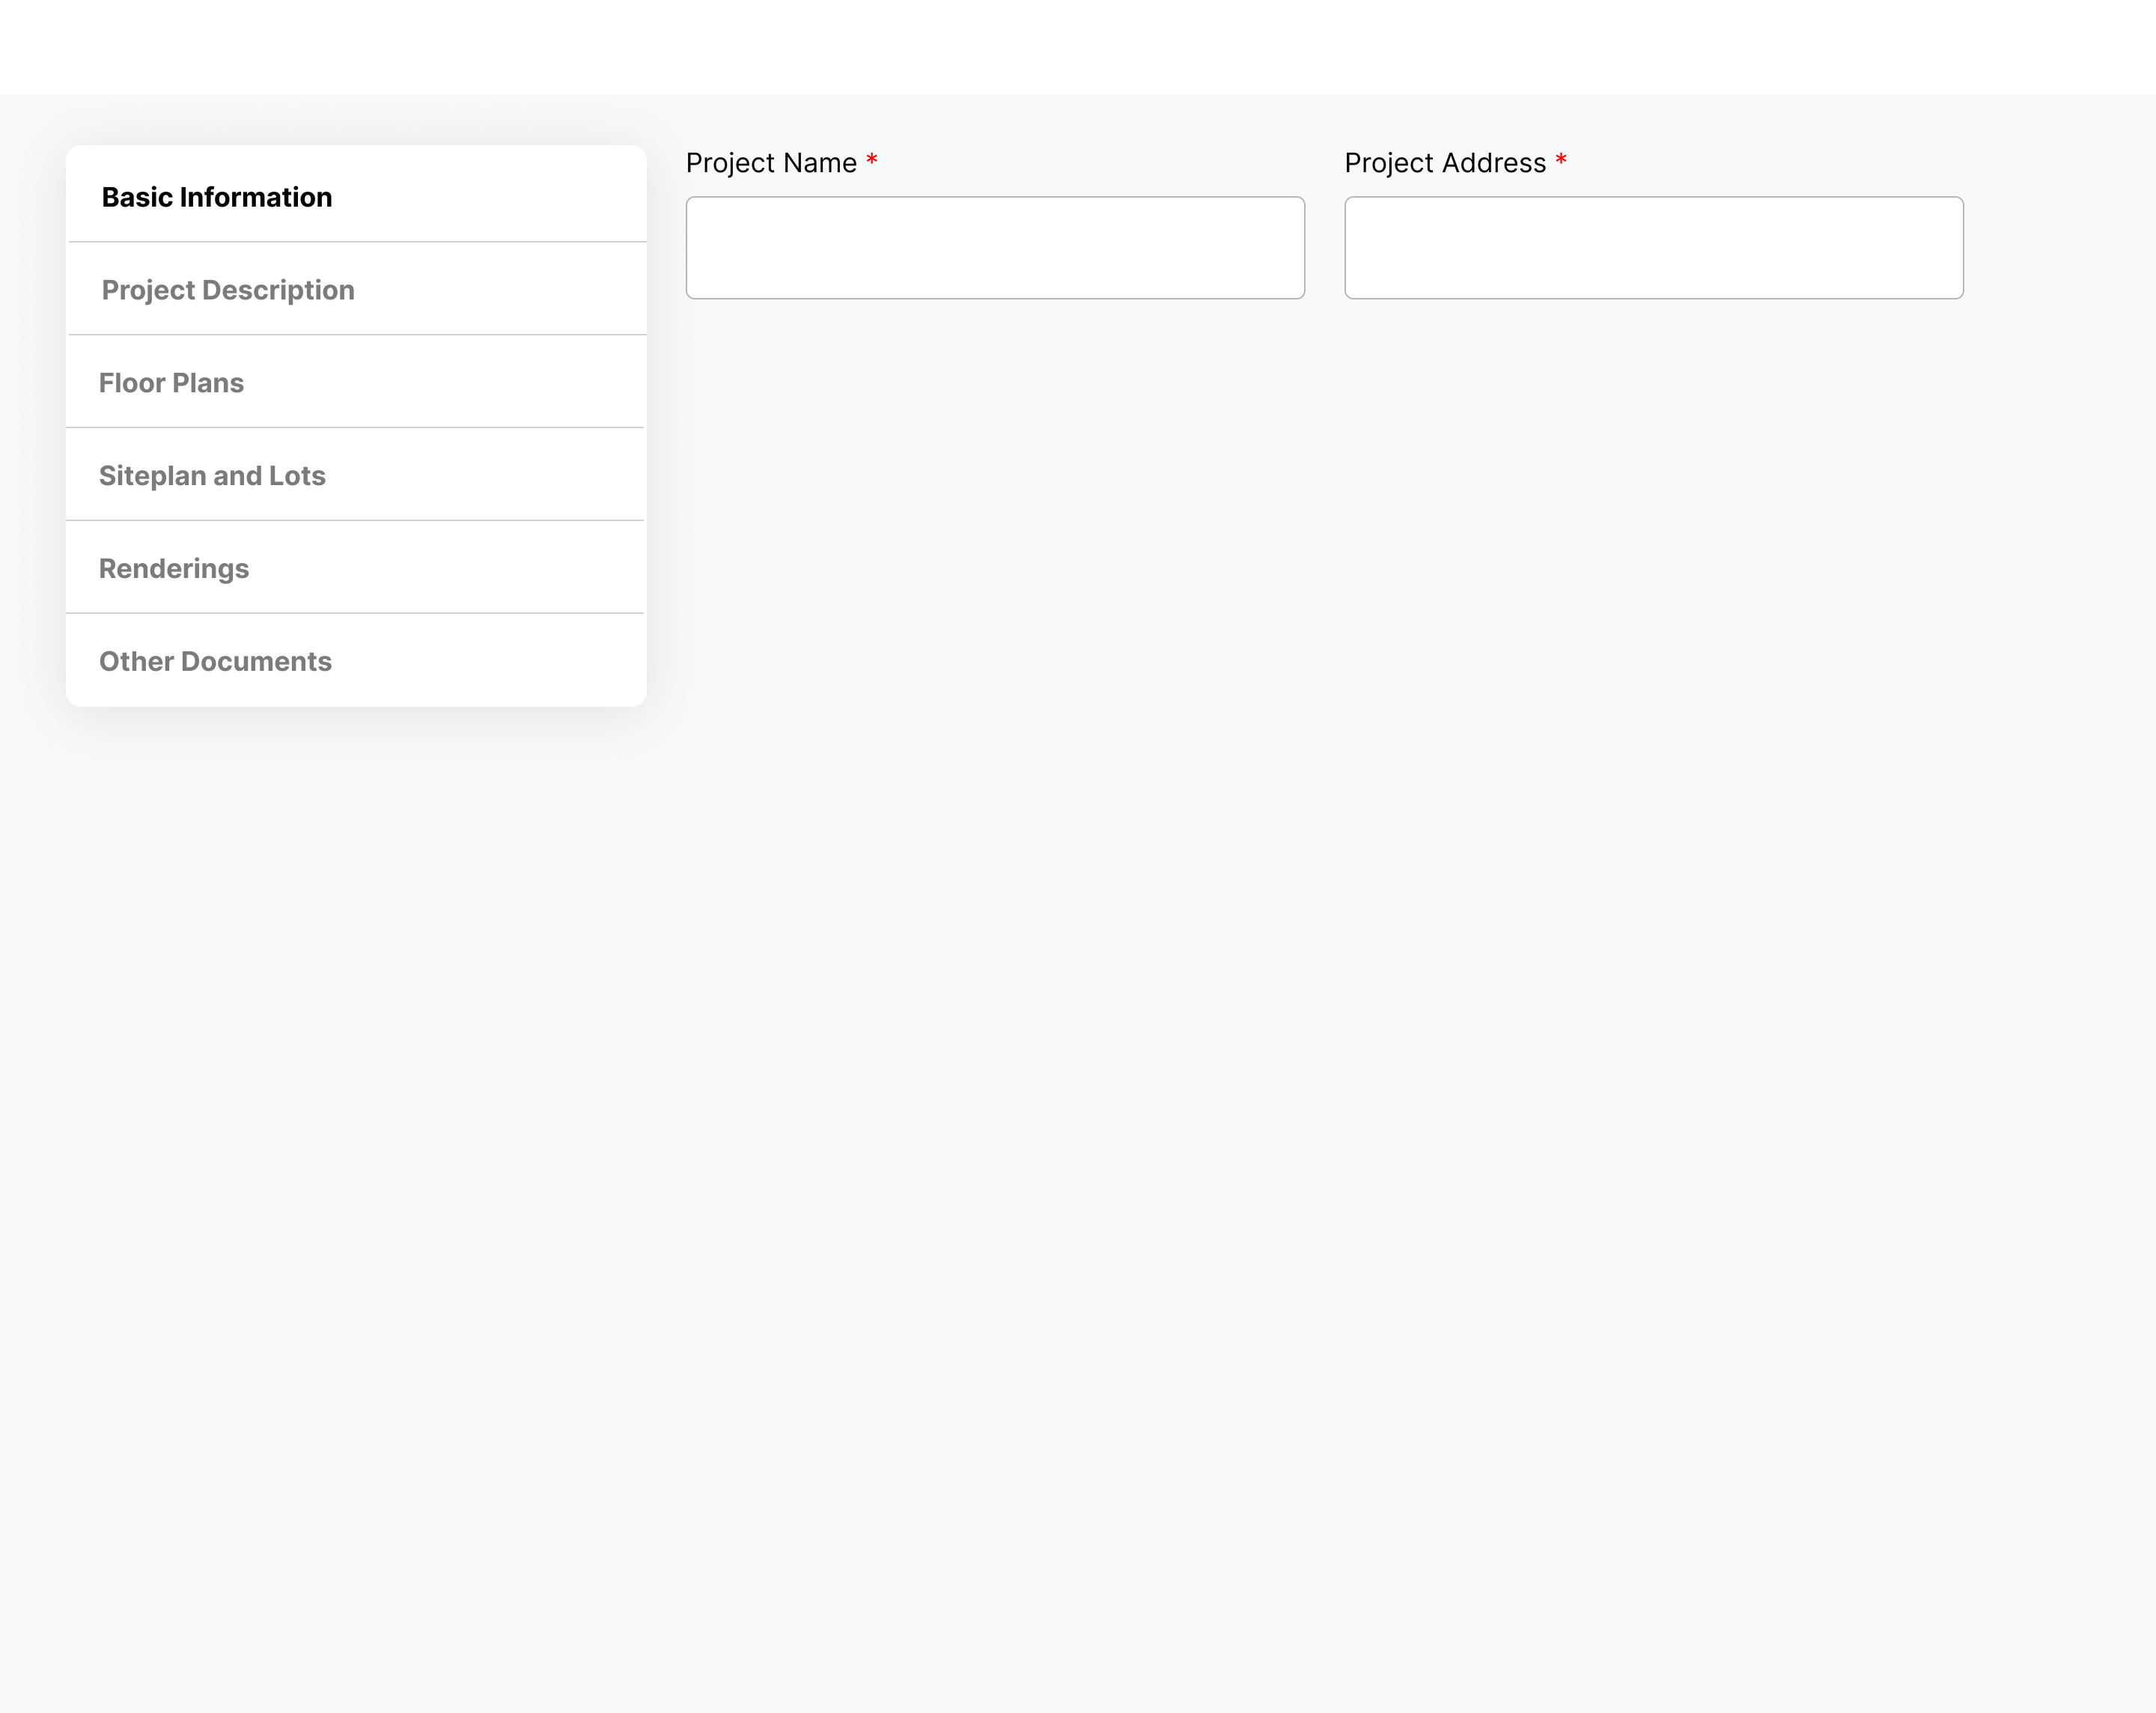 Basic Information
Project Description
Floor Plans
Siteplan and Lots
Renderings
Other Documents
Project Name *
Project Address *